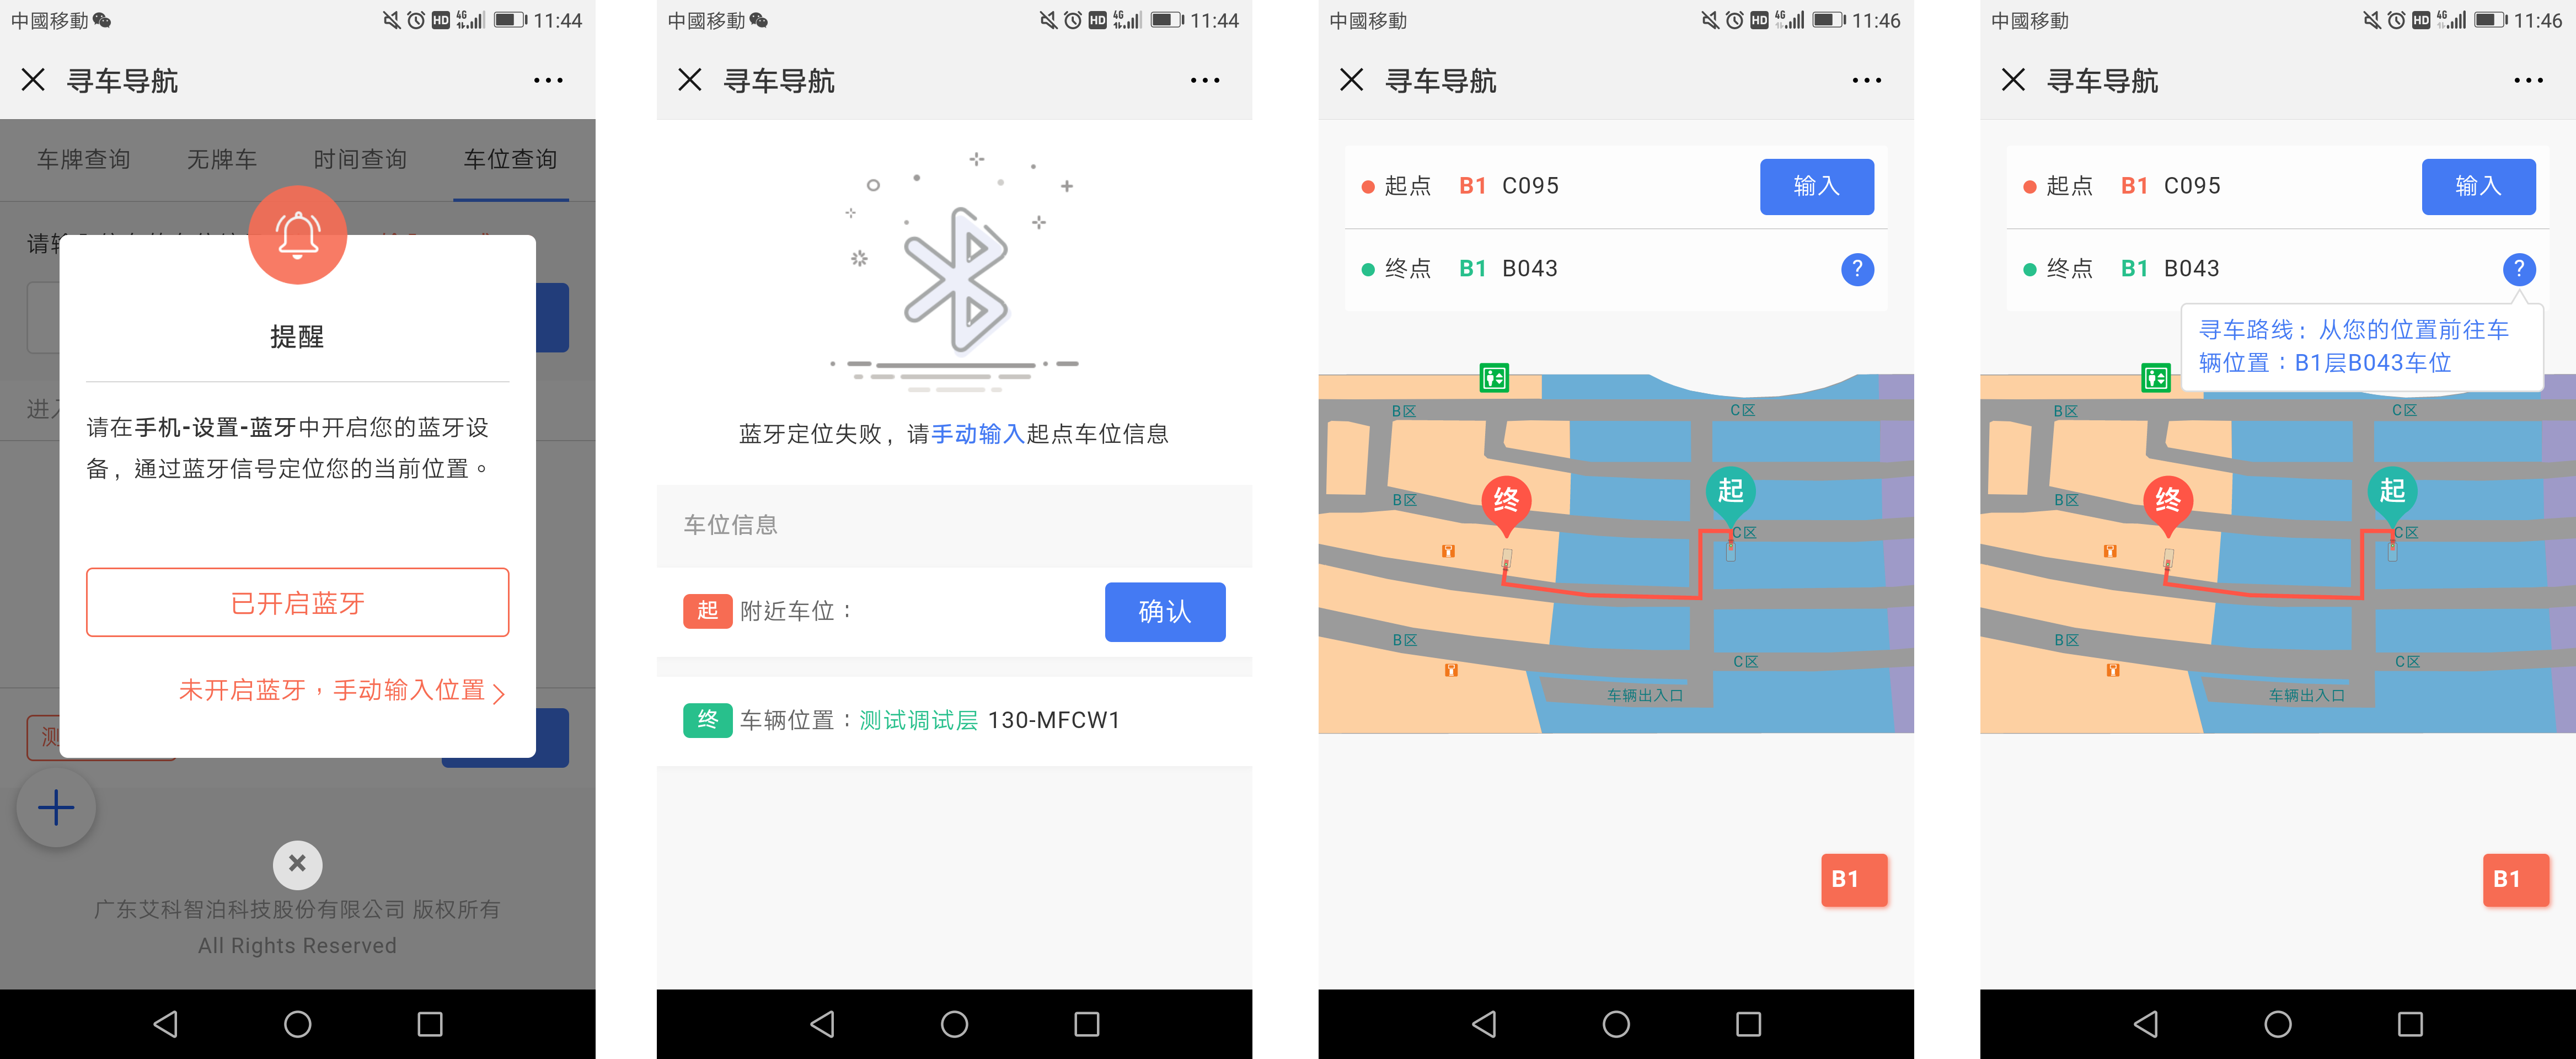 中國移動
HD 4G 11:44
寻车导航
车牌查询 无牌车 时间查询 车位查询
提醒
请在手机-设置-蓝牙中开启您的蓝牙设
备，通过蓝牙信号定位您的当前位置。
已开启蓝牙
未开启蓝牙，手动输入位置
广东艾科智泊科技股份有限公司 版权所有
All Rights Reserved
中國移動
HD 4G 11:44
寻车导航
蓝牙定位失败，请手动输入起点车位信息
车位信息
起 附近车位：
确认
终 车辆位置：测试调试层 130-MFCW1
中國移動
HD 4G 11:46
寻车导航
起点 B1 C095
输入
终点 B1 B043
?
B区
C区
B区
终
起
C区
B区
C区
车辆出入口
B1
中國移動
HD 4G 11:46
寻车导航
起点 B1 C095
输入
终点 B1 B043
?
寻车路线：从您的位置前往车
辆位置：B1层B043车位
B区
C区
B区
终
起
C区
B区
C区
车辆出入口
B1